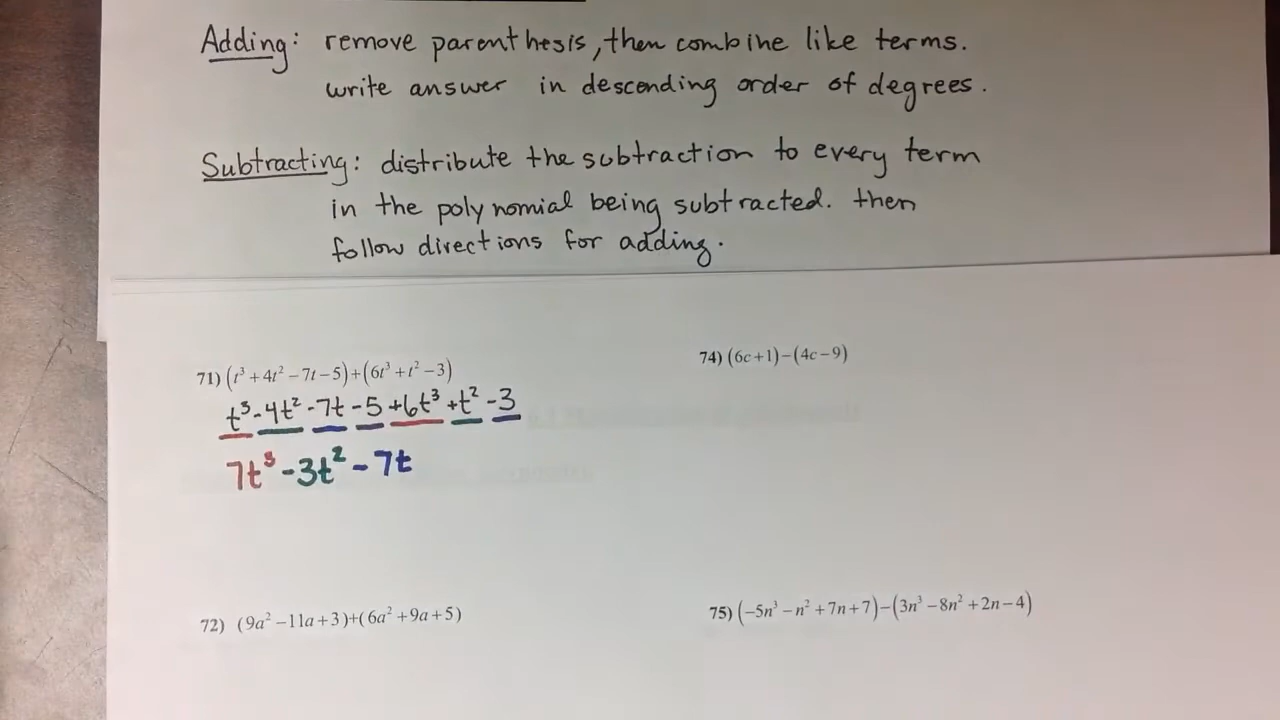 Adding: remove parenthesis, then combine like terms.
write answer in descending order of degrees.
Subtracting: distribute the subtraction to every term
in the polynomial being subtracted. then
follow directions for adding.
71) (t³ + 4t² − 7t − 5) + (6t³ + t² − 3)
t³ - 4t² - 7t - 5 + 6t³ + t² - 3
7t³ - 3t² - 7t
74) (6c+1)−(4c−9)
72) (9a² −11a+3)+(6a² +9a+5)
75) (−5n³ − n² + 7n + 7) − (3n³ − 8n² + 2n − 4)